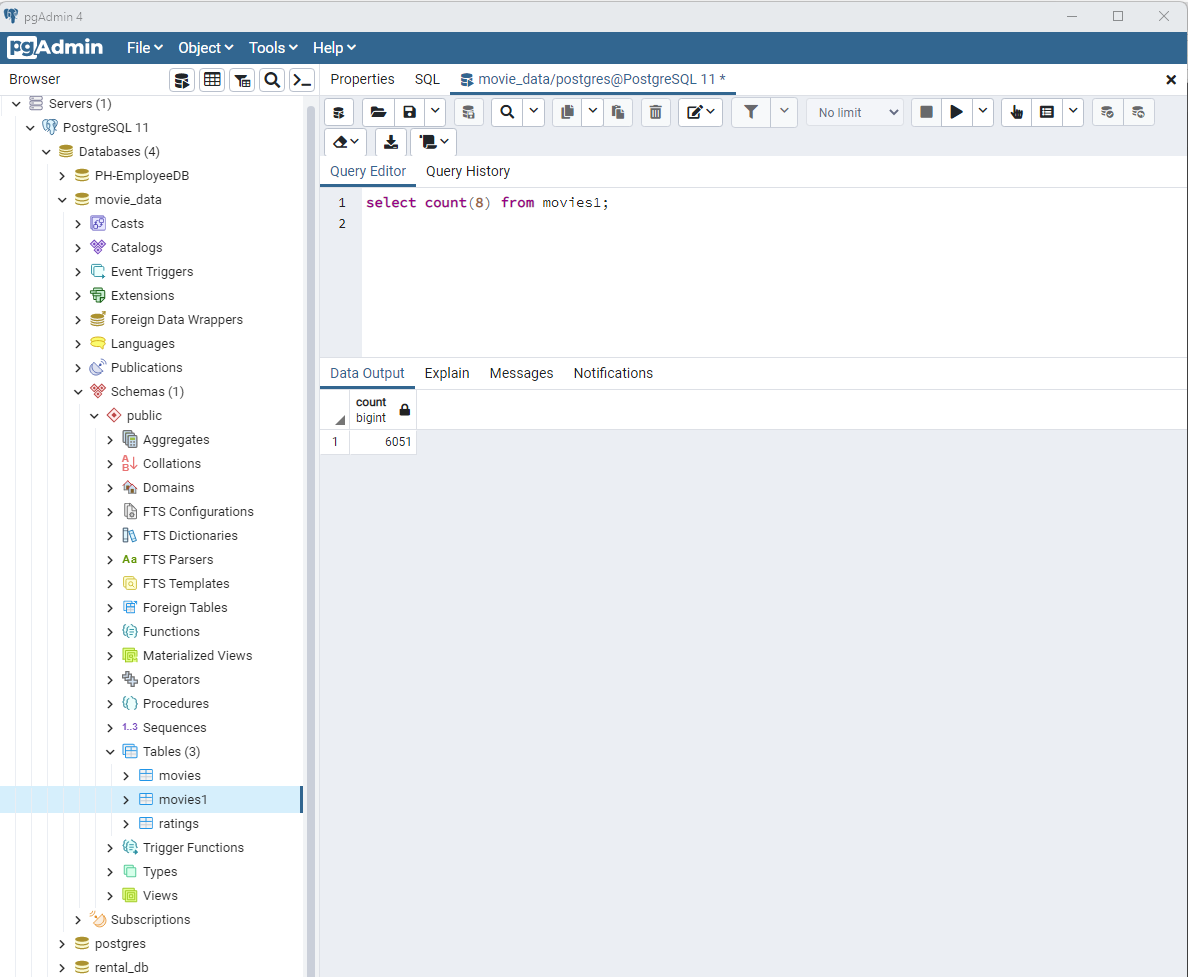 pgAdmin 4
pgAdmin File Object Tools Help
Browser
Properties SQL movie_data/postgres@PostgreSQL 11 *
Servers (1)
PostgreSQL 11
Databases (4)
PH-EmployeeDB
movie_data
Casts
Catalogs
Event Triggers
Extensions
Foreign Data Wrappers
Languages
Publications
Schemas (1)
public
Aggregates
Collations
Domains
FTS Configurations
FTS Dictionaries
Aa FTS Parsers
FTS Templates
Foreign Tables
Functions
Materialized Views
Operators
Procedures
1..3 Sequences
Tables (3)
movies
movies1
ratings
Trigger Functions
Types
Views
Subscriptions
postgres
rental_db
No limit
Query Editor Query History
1 select count(8) from movies1;
2
Data Output Explain Messages Notifications
count
bigint
1 6051